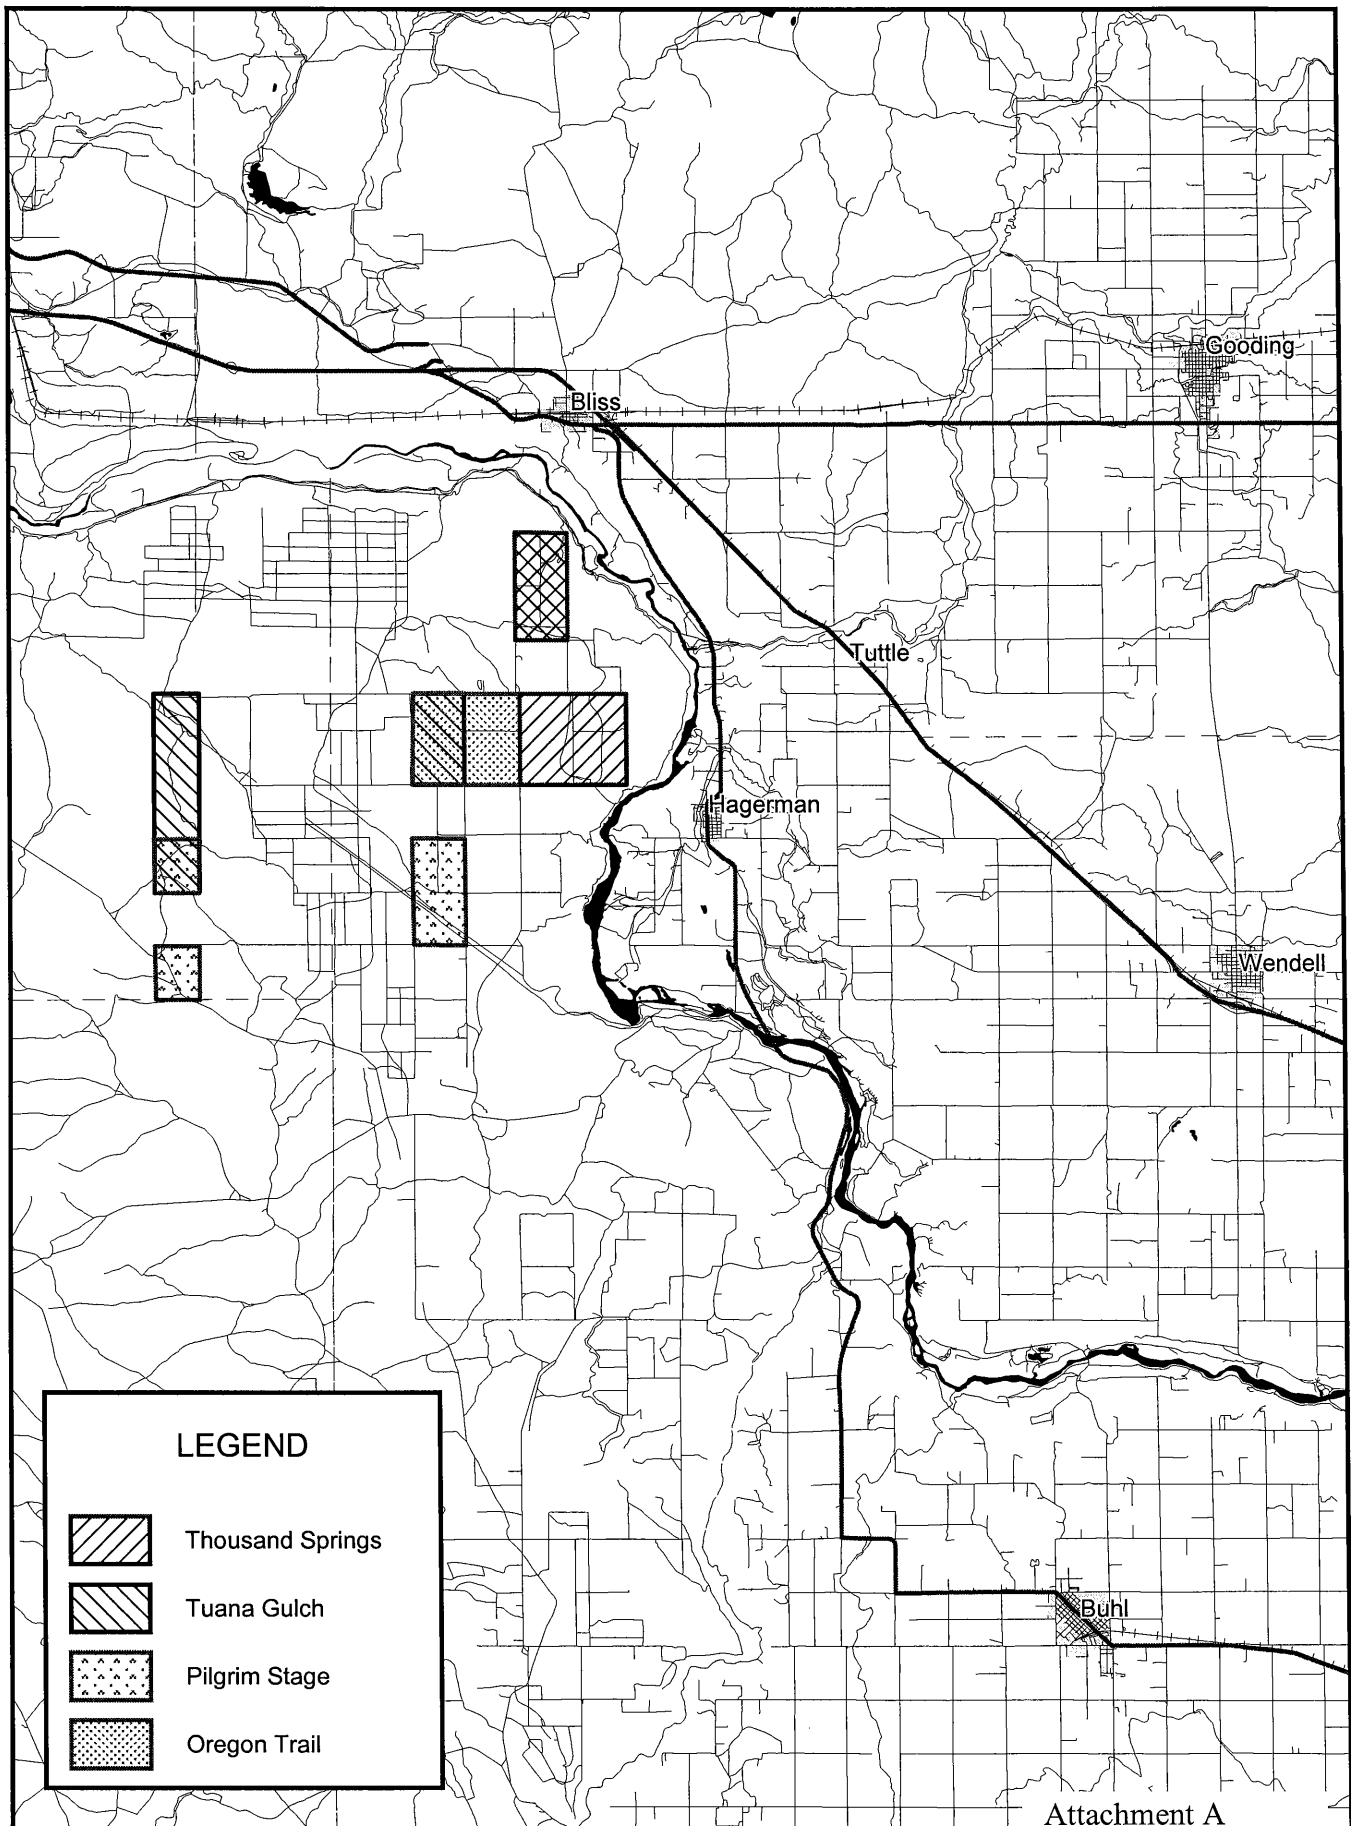 Gooding
Bliss
Tuttle
Hagerman
Wendell
LEGEND
Thousand Springs
Tuana Gulch
Pilgrim Stage
Oregon Trail
Buhl
Attachment A